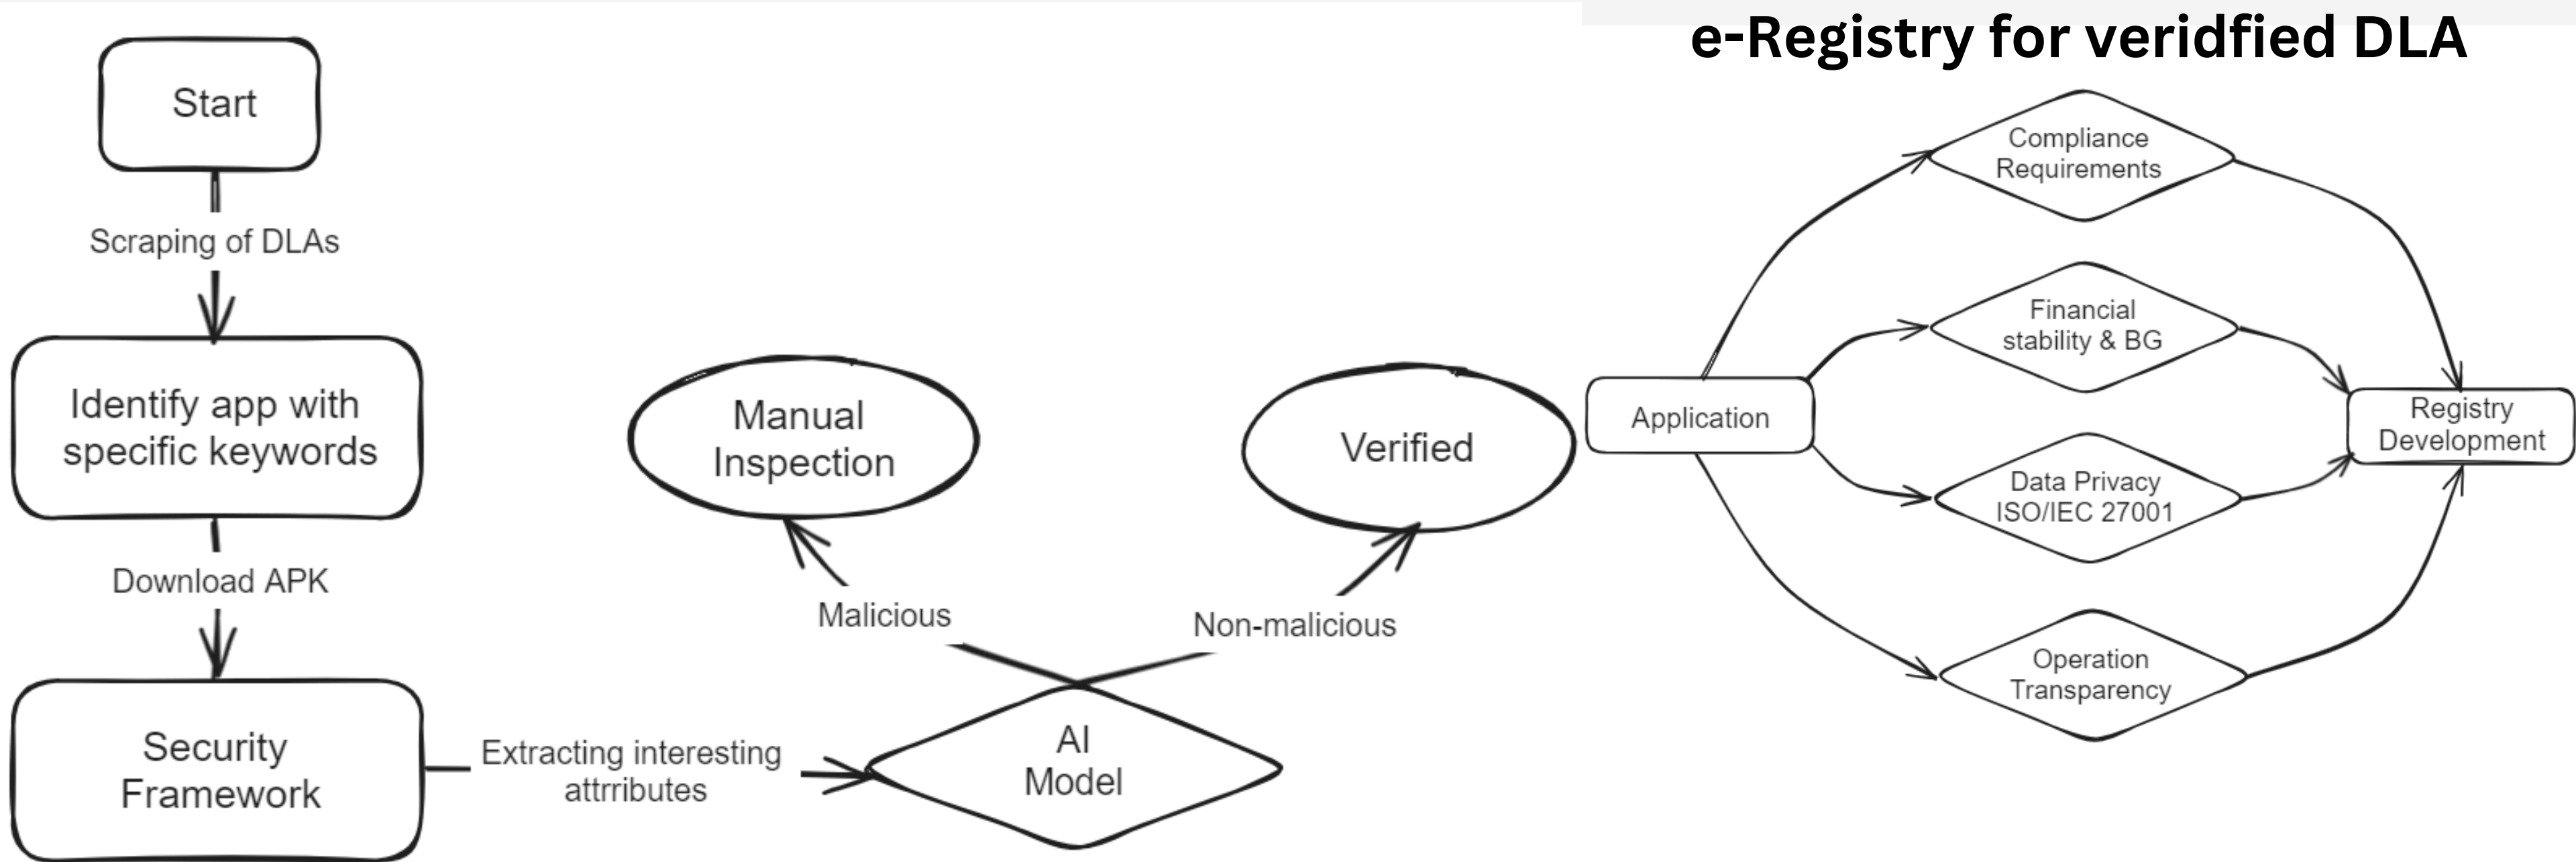 e-Registry for veridfied DLA
Start
Scraping of DLAs
Identify app with
specific keywords
Download APK
Security
Framework
Extracting interesting
attrributes
AI
Model
Malicious
Non-malicious
Manual
Inspection
Verified
Application
Compliance
Requirements
Financial
stability & BG
Data Privacy
ISO/IEC 27001
Operation
Transparency
Registry
Development